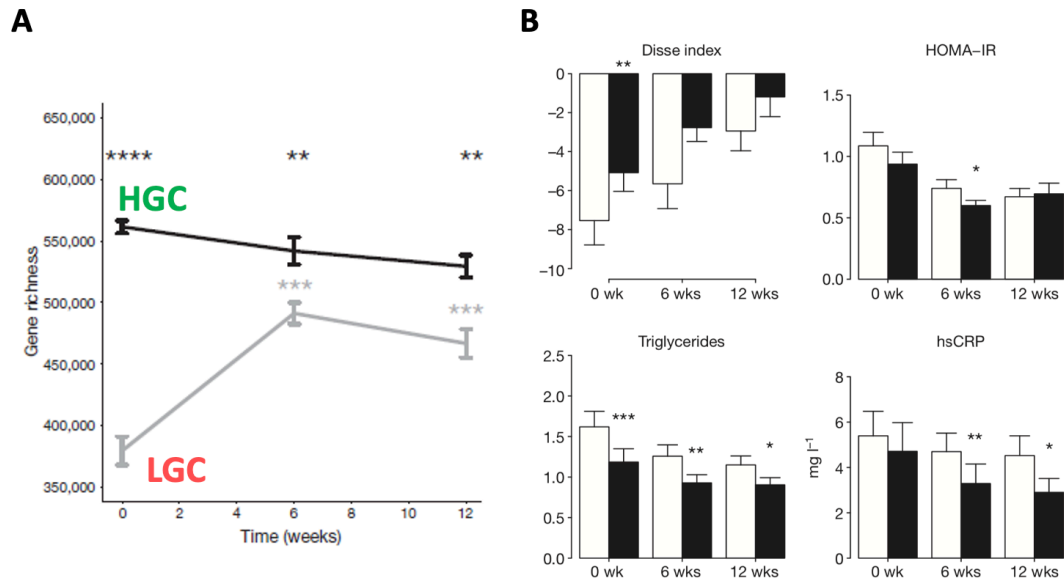 A
Gene richness
650,000
600,000
550,000
500,000
450,000
400,000
350,000
**** ** **
HGC
*** ***
LGC
0 2 4 6 8 10 12
Time (weeks)
B
Disse index
**
0
−2
−4
−6
−8
−10
0 wk 6 wks 12 wks
HOMA−IR
1.5
1.0
0.5
0.0
*
0 wk 6 wks 12 wks
Triglycerides
2.5
2.0
1.5
1.0
0.5
0.0
*** ** *
0 wk 6 wks 12 wks
hsCRP
mg l⁻¹
8
6
4
2
0
** *
0 wk 6 wks 12 wks